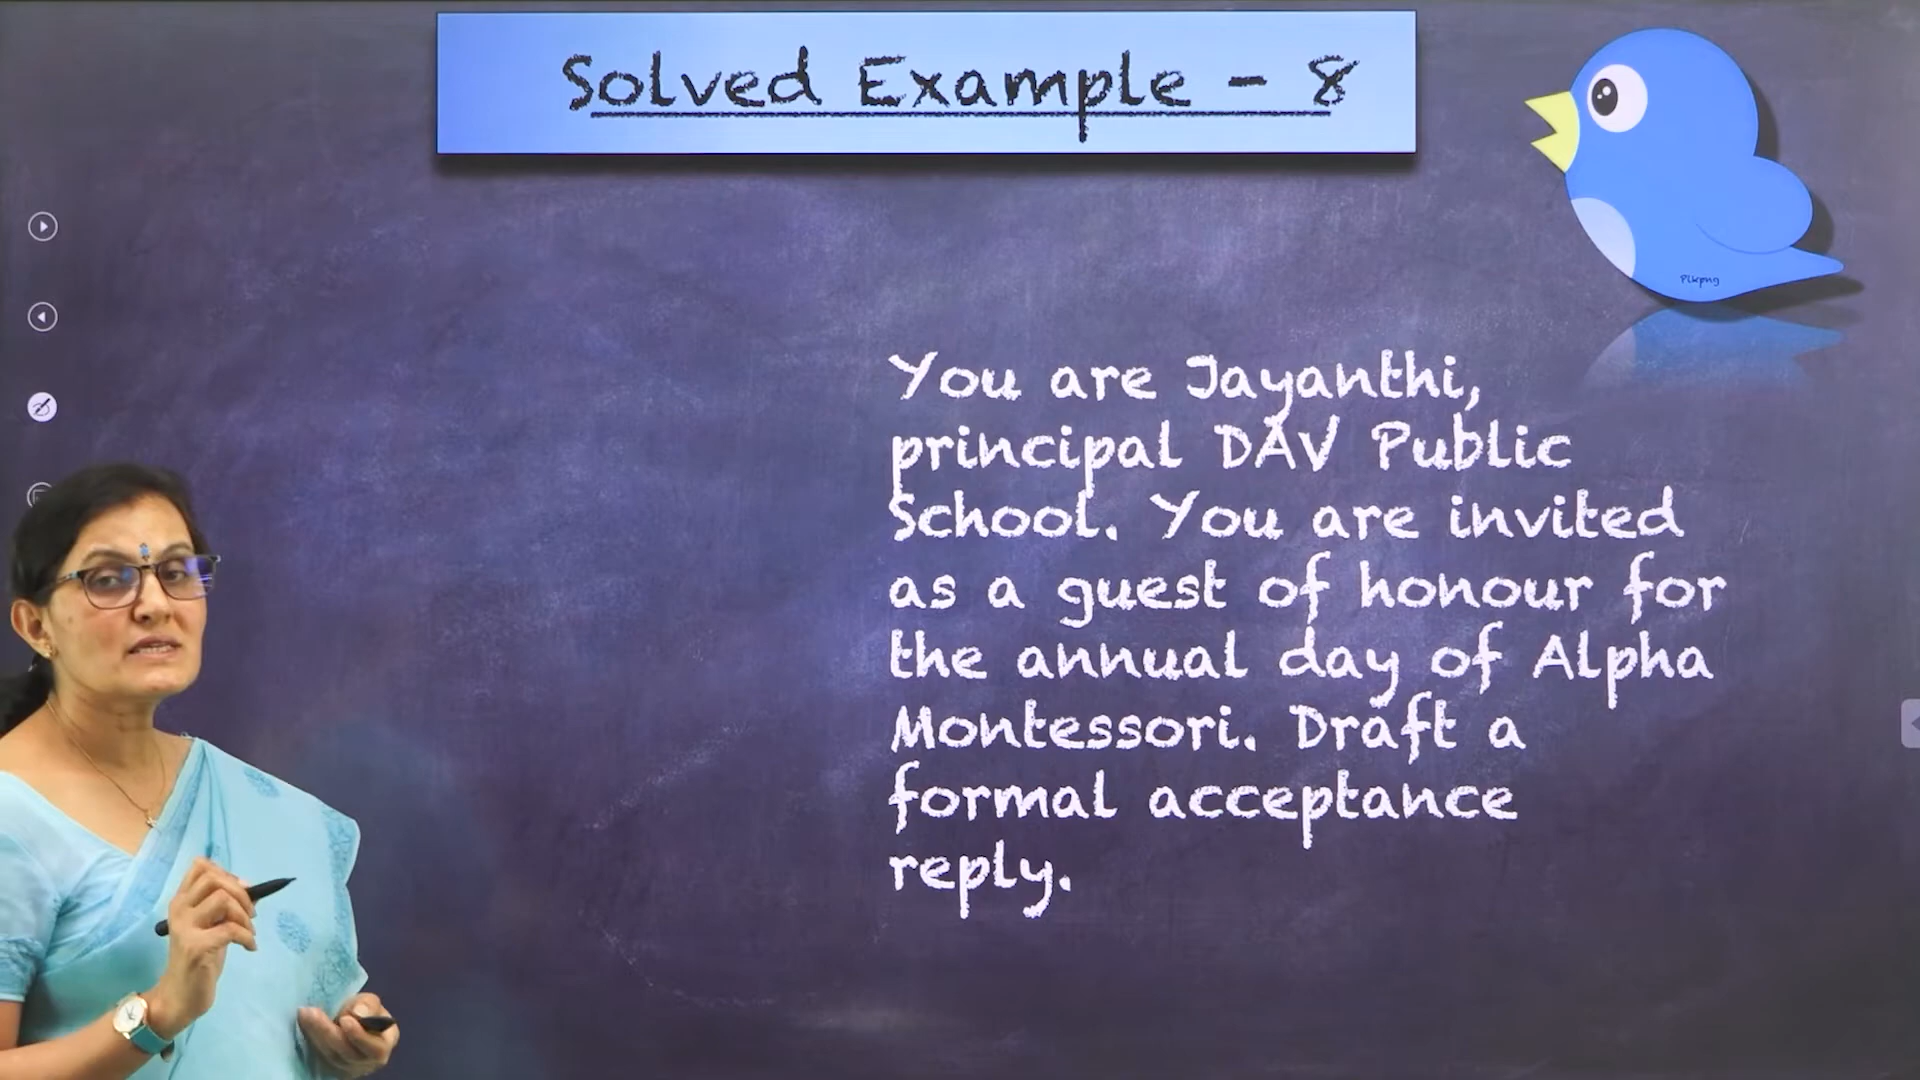 Solved Example - 8
Pikpng
You are Jayanthi,
principal DAV Public
School. You are invited
as a guest of honour for
the annual day of Alpha
Montessori. Draft a
formal acceptance
reply.